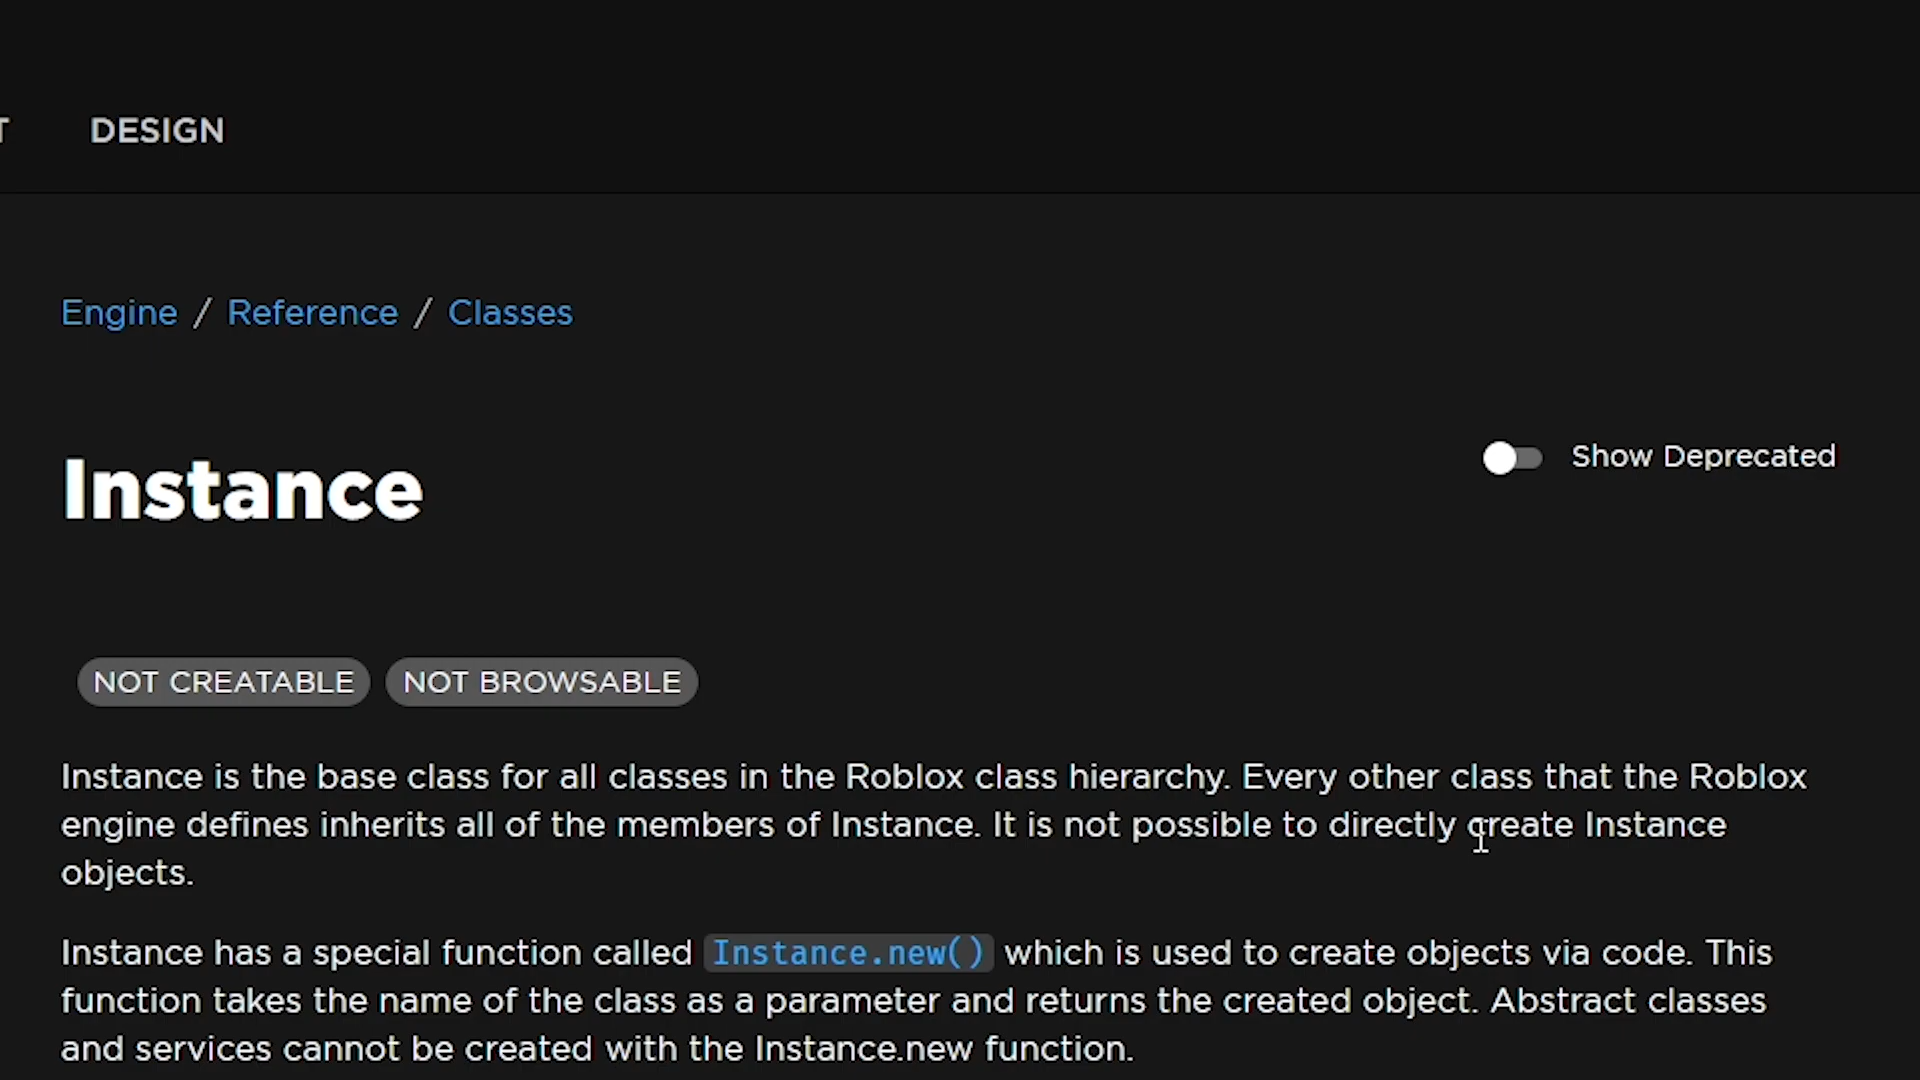 T DESIGN
Engine / Reference / Classes
Instance
Show Deprecated
NOT CREATABLE NOT BROWSABLE
Instance is the base class for all classes in the Roblox class hierarchy. Every other class that the Roblox
engine defines inherits all of the members of Instance. It is not possible to directly create Instance
objects.
Instance has a special function called Instance.new() which is used to create objects via code. This
function takes the name of the class as a parameter and returns the created object. Abstract classes
and services cannot be created with the Instance.new function.